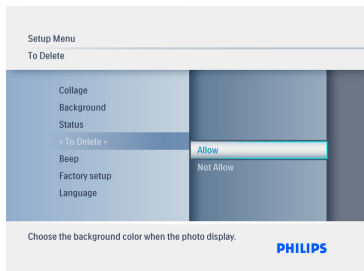 Setup Menu
To Delete
Collage
Background
Status
< To Delete >
Beep
Factory setup
Language
Allow
Not Allow
Choose the background color when the photo display.
PHILIPS